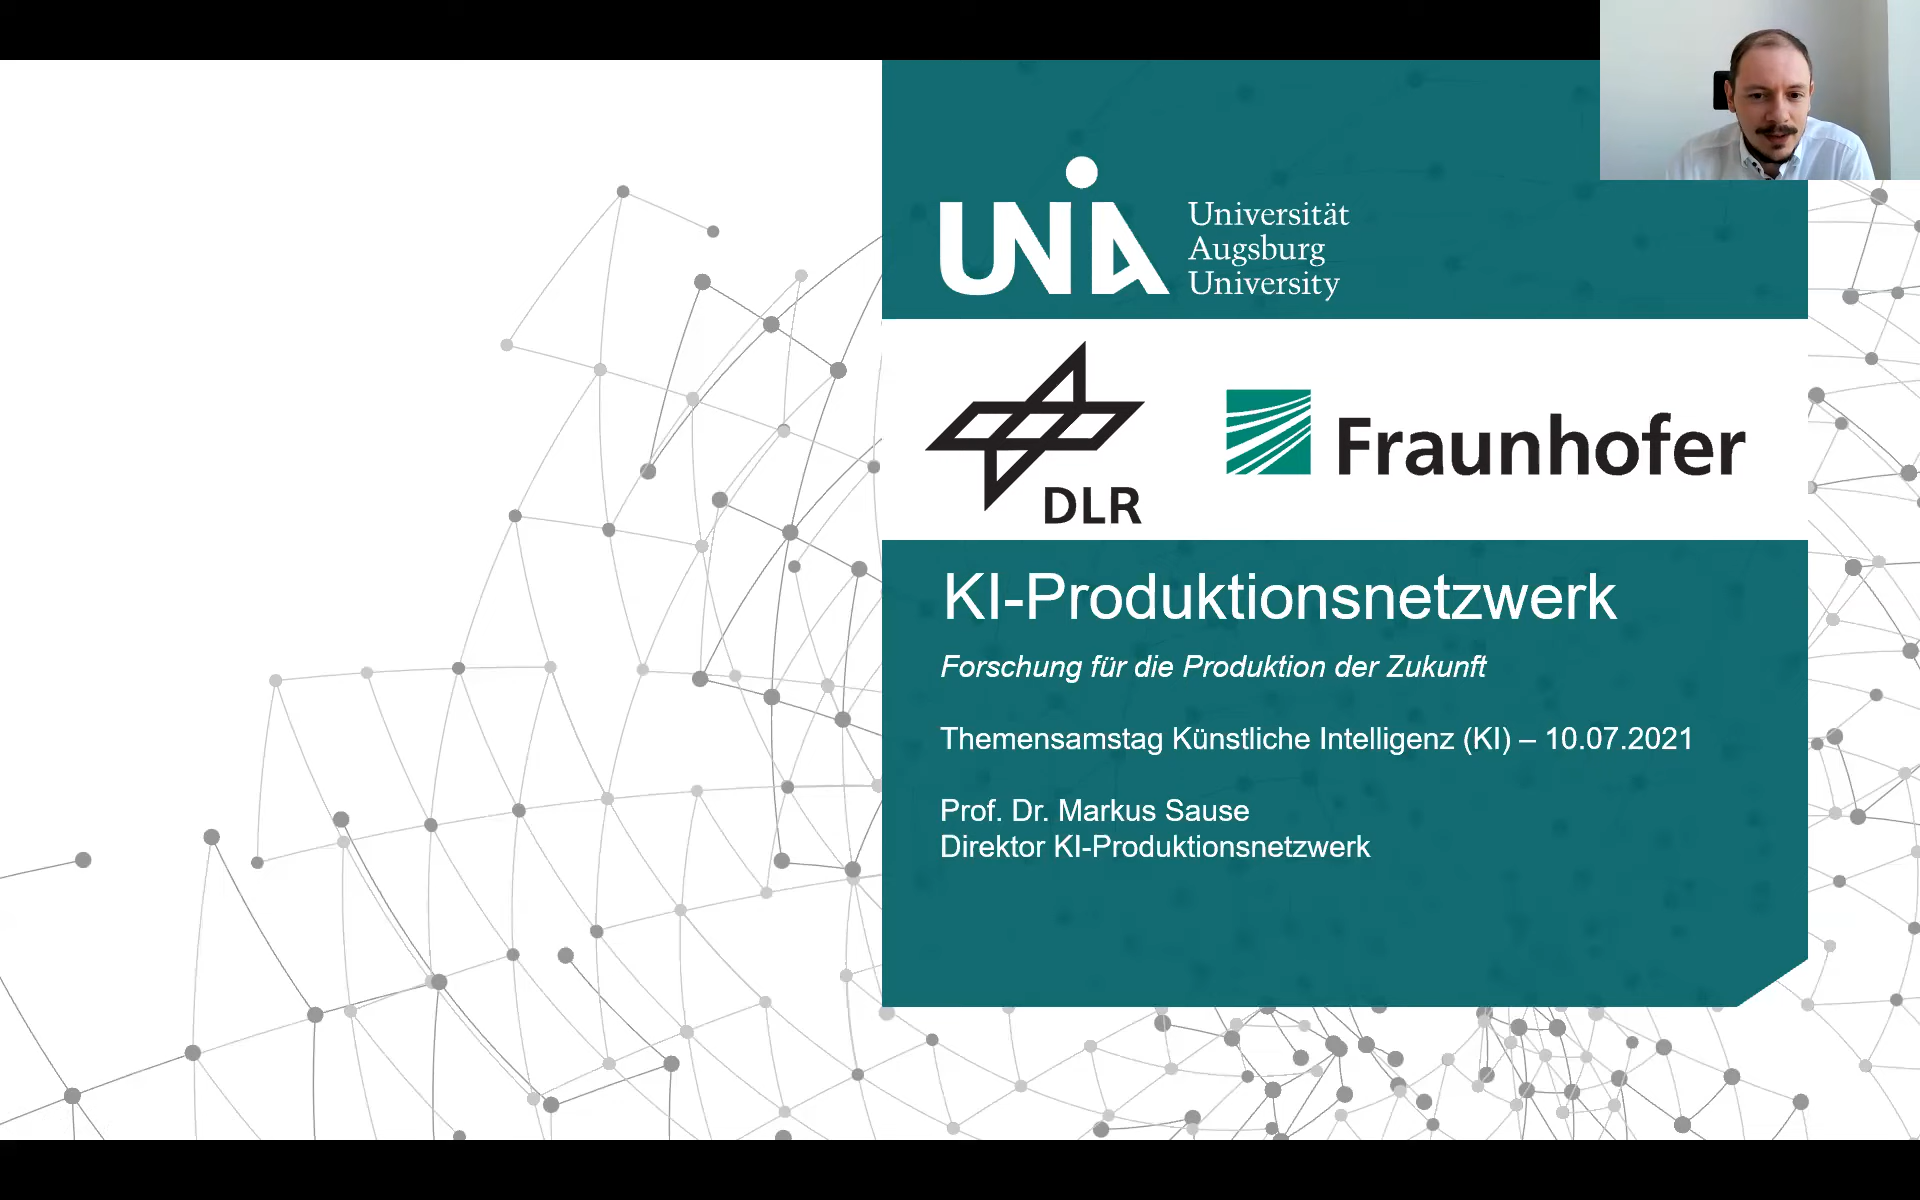 UNIA
Universität
Augsburg
University
DLR
Fraunhofer
KI-Produktionsnetzwerk
Forschung für die Produktion der Zukunft
Themensamstag Künstliche Intelligenz (KI) – 10.07.2021
Prof. Dr. Markus Sause
Direktor KI-Produktionsnetzwerk